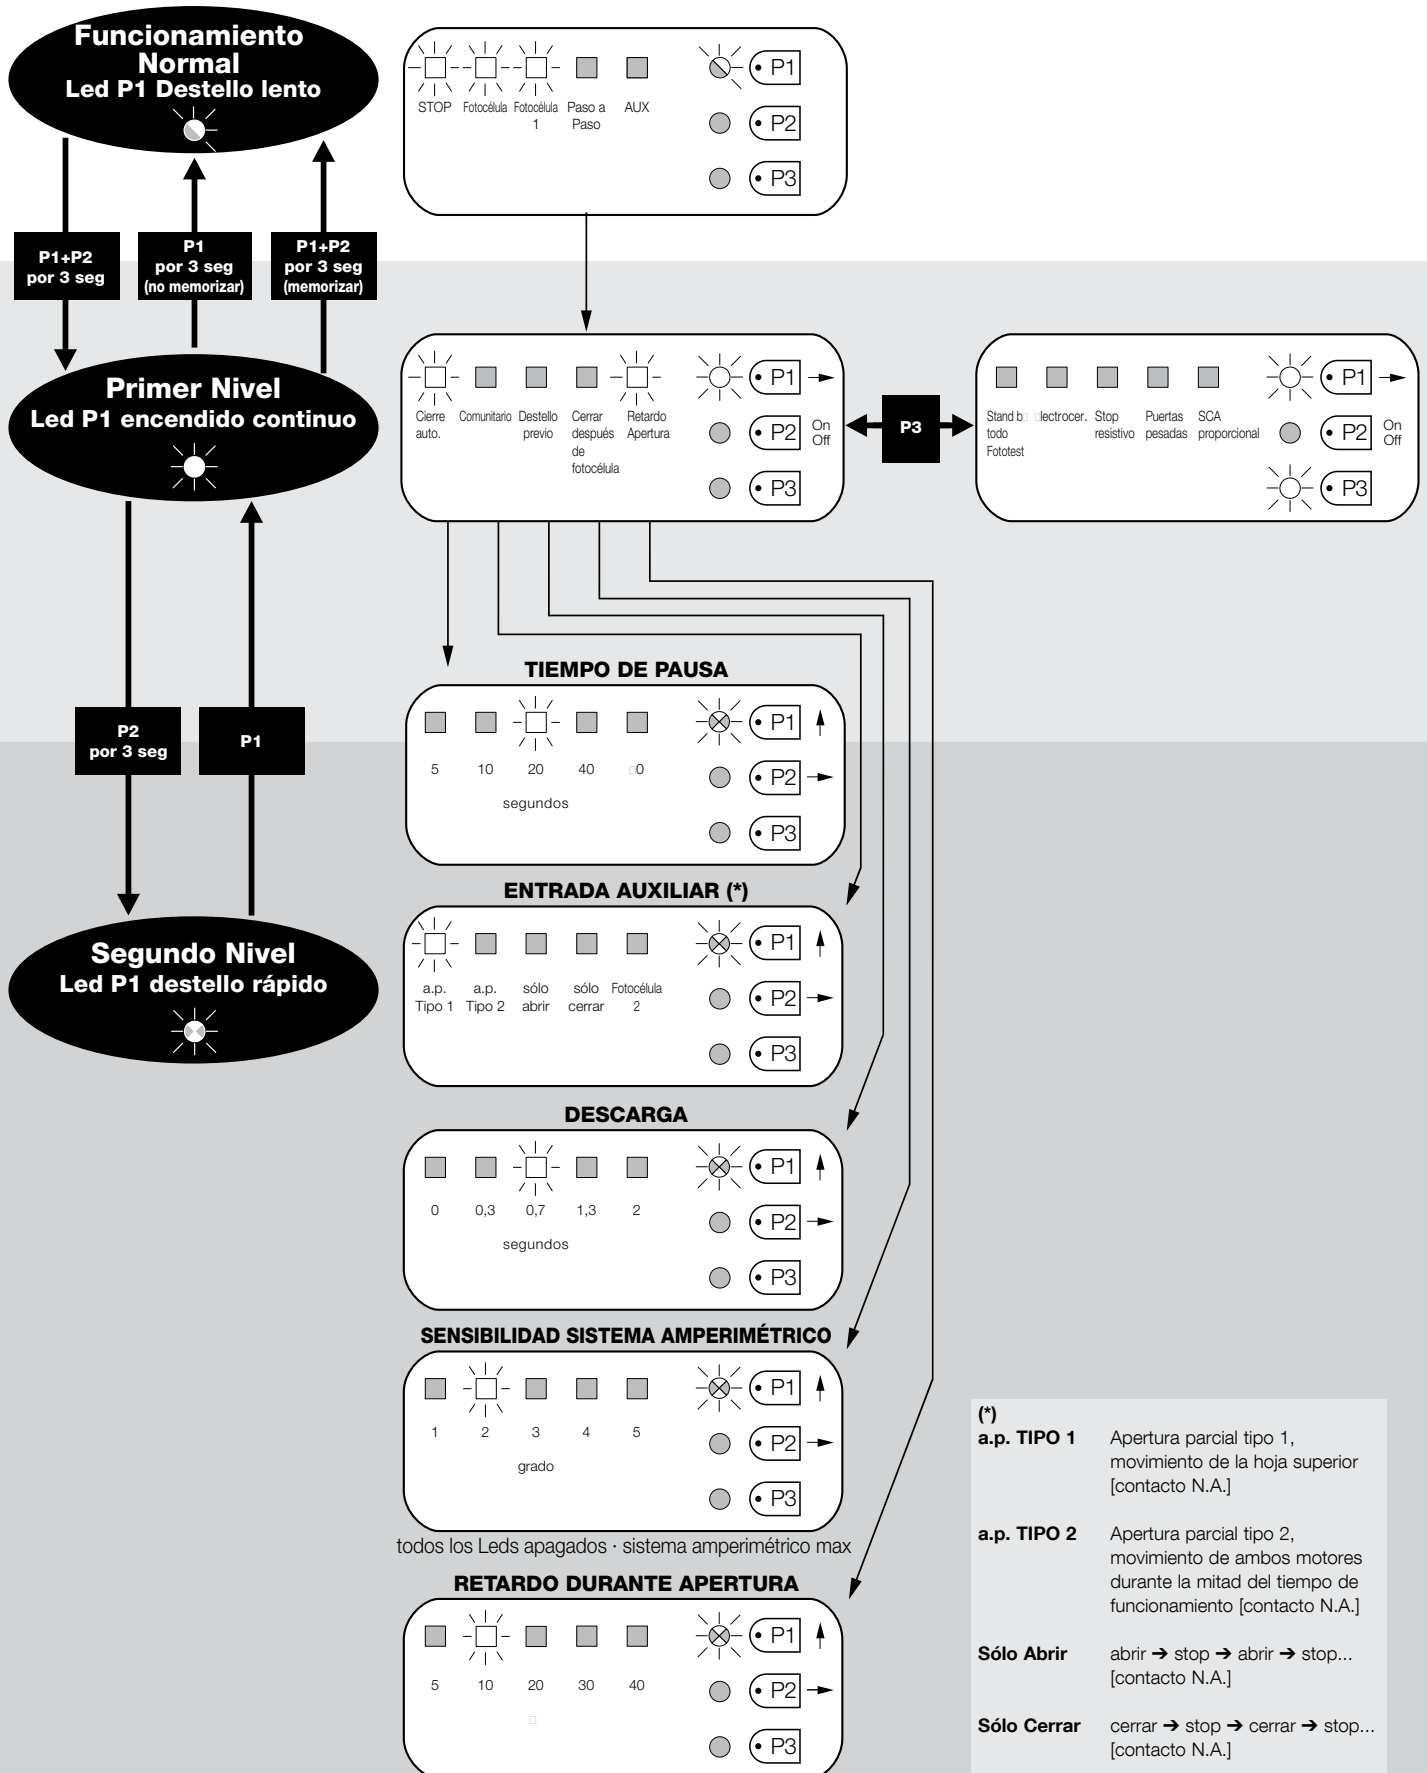 Funcionamiento
Normal
Led P1 Destello lento
P1+P2
por 3 seg
P1
por 3 seg
(no memorizar)
P1+P2
por 3 seg
(memorizar)
Primer Nivel
Led P1 encendido continuo
P2
por 3 seg
P1
Segundo Nivel
Led P1 destello rápido
STOP
Fotocélula
Fotocélula
1
Paso a
Paso
AUX
P1
P2
P3
Cierre
auto.
Comunitario
Destello
previo
Cerrar
después
de
fotocélula
Retardo
Apertura
P1
P2
On
Off
P3
P3
Stand
todo
Fototest
Stop
resistivo
Puertas
pesadas
SCA
proporcional
P1
P2
On
Off
P3
TIEMPO DE PAUSA
5
10
20
40
segundos
P1
P2
P3
ENTRADA AUXILIAR (*)
a.p.
Tipo 1
a.p.
Tipo 2
sólo
abrir
sólo
cerrar
Fotocélula
2
P1
P2
P3
DESCARGA
0
0,3
0,7
1,3
2
segundos
P1
P2
P3
SENSIBILIDAD SISTEMA AMPERIMÉTRICO
1
2
3
4
5
grado
P1
P2
P3
todos los Leds apagados · sistema amperimétrico max
RETARDO DURANTE APERTURA
5
10
20
30
40
P1
P2
P3
(*)
a.p. TIPO 1 Apertura parcial tipo 1,
movimiento de la hoja superior
[contacto N.A.]
a.p. TIPO 2 Apertura parcial tipo 2,
movimiento de ambos motores
durante la mitad del tiempo de
funcionamiento [contacto N.A.]
Sólo Abrir abrir ➔ stop ➔ abrir ➔ stop...
[contacto N.A.]
Sólo Cerrar cerrar ➔ stop ➔ cerrar ➔ stop...
[contacto N.A.]